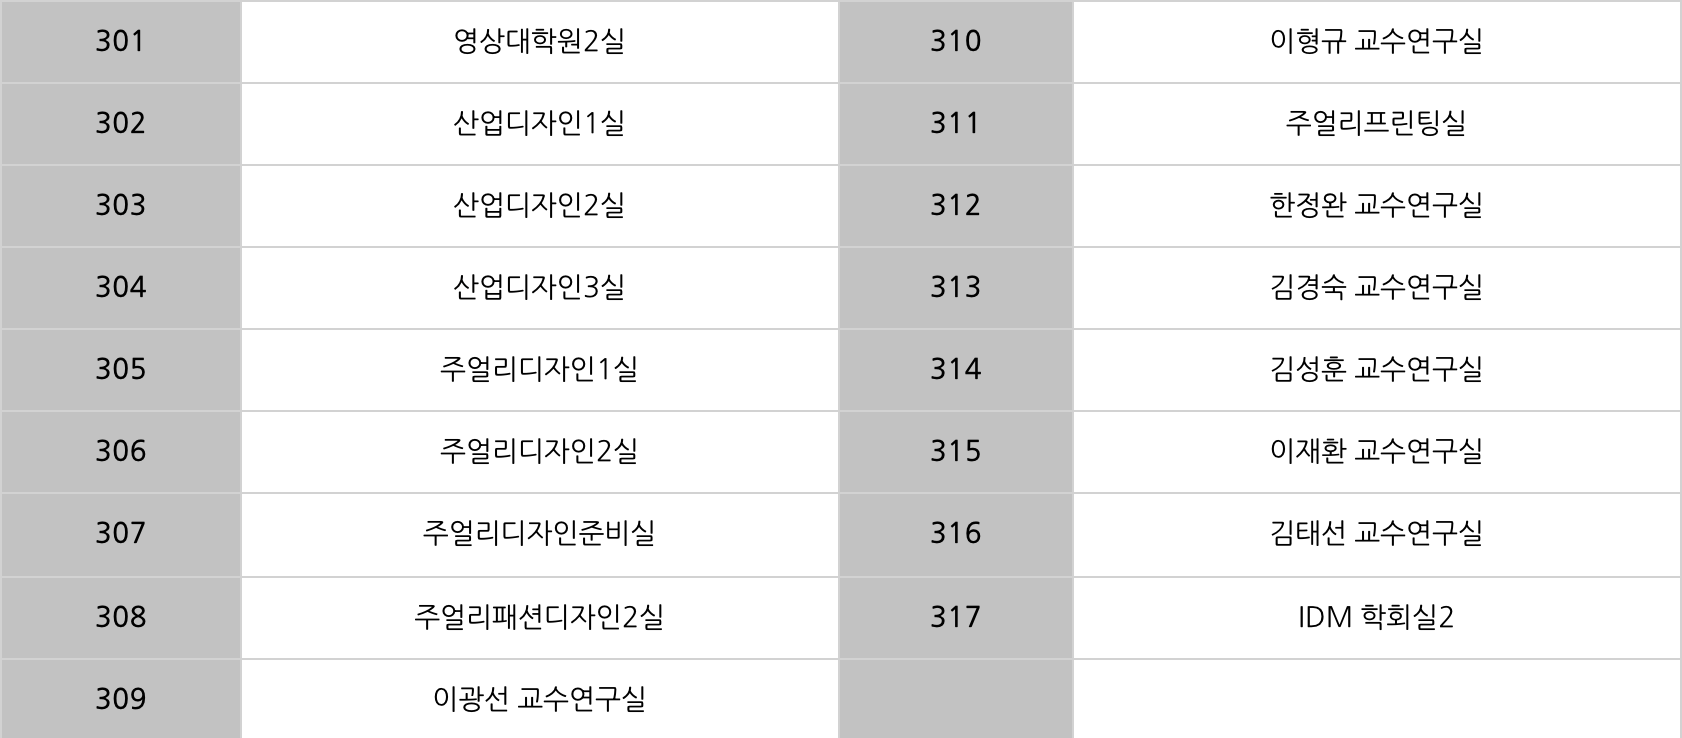 301 영상대학원2실 310 이형규 교수연구실
302 산업디자인1실 311 주얼리프린팅실
303 산업디자인2실 312 한정완 교수연구실
304 산업디자인3실 313 김경숙 교수연구실
305 주얼리디자인1실 314 김성훈 교수연구실
306 주얼리디자인2실 315 이재환 교수연구실
307 주얼리디자인준비실 316 김태선 교수연구실
308 주얼리패션디자인2실 317 IDM 학회실2
309 이광선 교수연구실